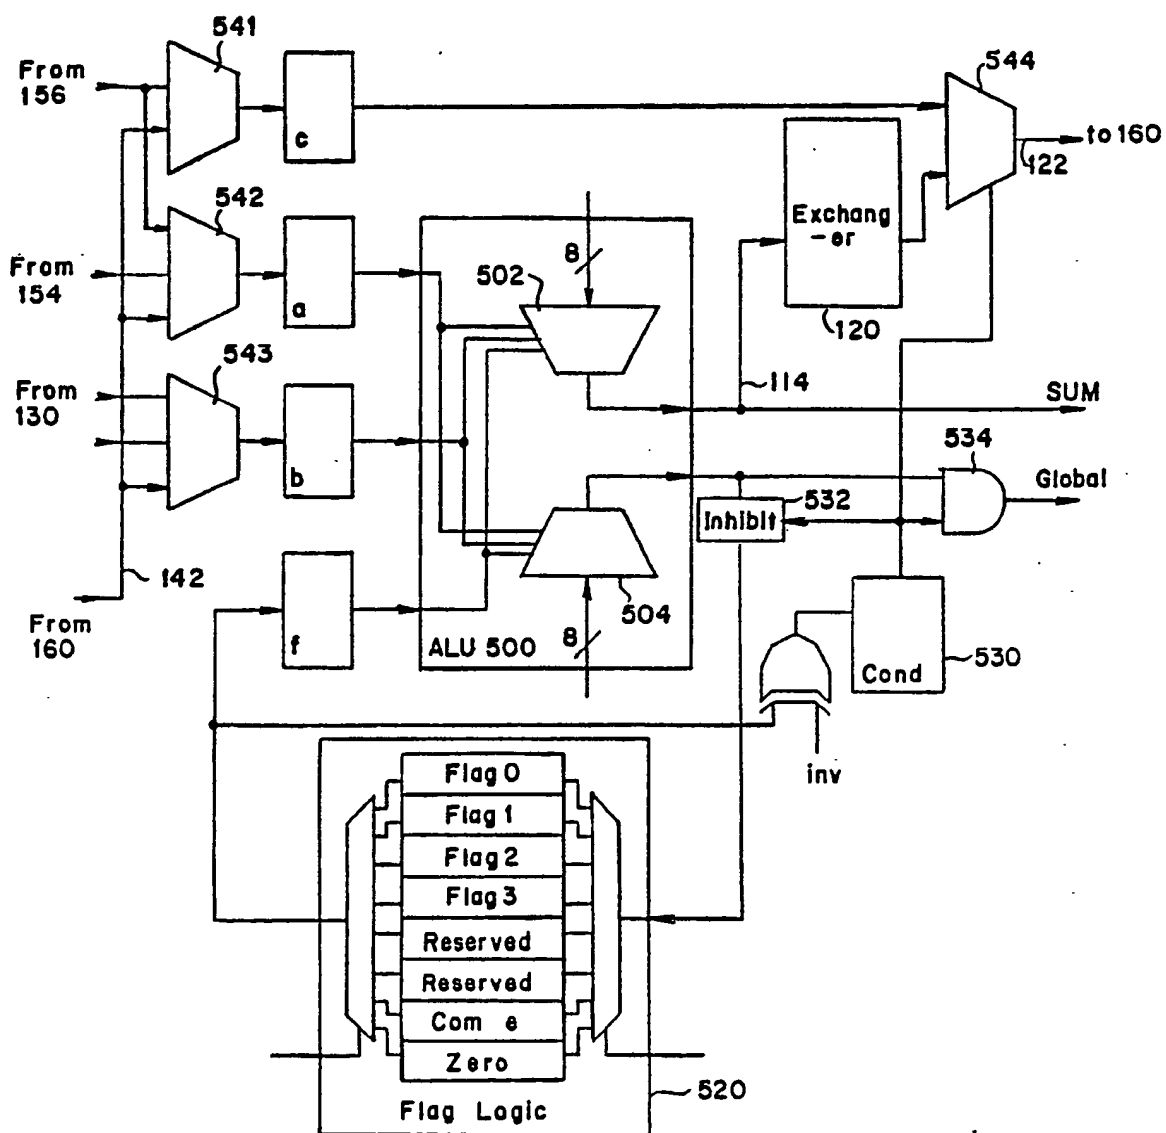 541
From
156
c
544
to 160
122
Exchang
-er
120
542
From
154
a
8
502
543
From
130
b
114
SUM
534
Global
532
Inhibit
142
From
160
f
504
8
ALU 500
Cond
530
inv
Flag 0
Flag 1
Flag 2
Flag 3
Reserved
Reserved
Com e
Zero
Flag Logic
520